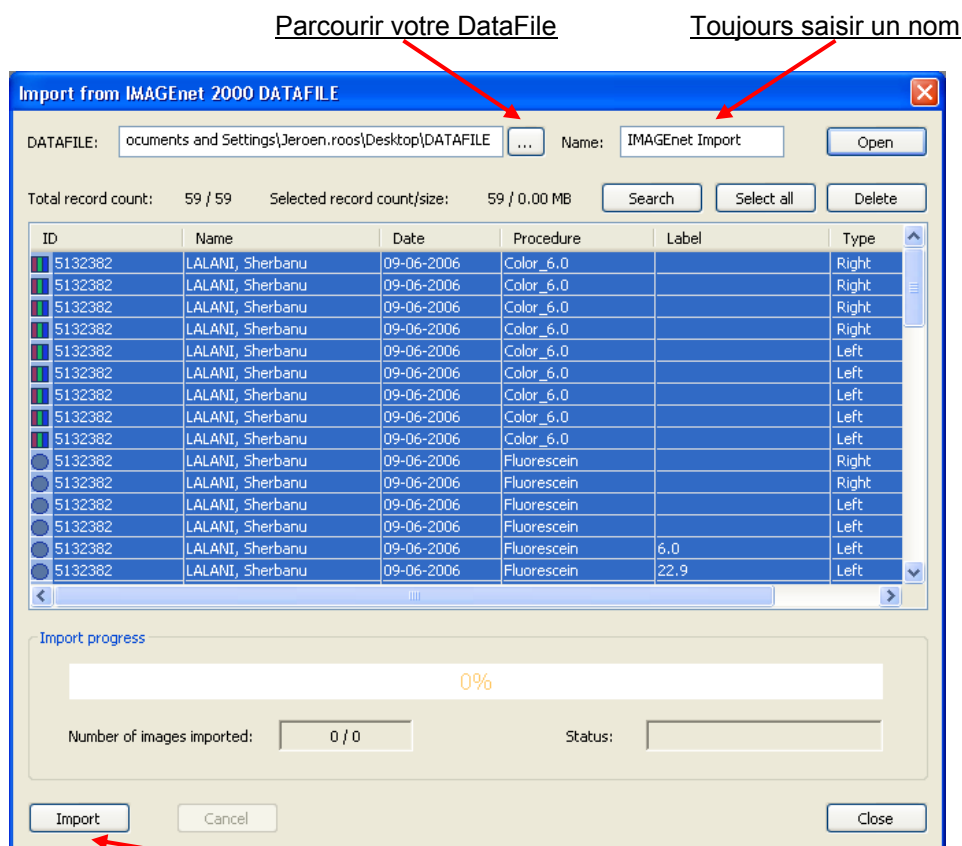 Parcourir votre DataFile Toujours saisir un nom
Import from IMAGEnet 2000 DATAFILE
DATAFILE: ocuments and Settings\Jeroen.roos\Desktop\DATAFILE ... Name: IMAGEnet Import Open
Total record count: 59 / 59 Selected record count/size: 59 / 0.00 MB Search Select all Delete
ID Name Date Procedure Label Type
5132382 LALANI, Sherbanu 09-06-2006 Color_6.0 Right
5132382 LALANI, Sherbanu 09-06-2006 Color_6.0 Right
5132382 LALANI, Sherbanu 09-06-2006 Color_6.0 Right
5132382 LALANI, Sherbanu 09-06-2006 Color_6.0 Right
5132382 LALANI, Sherbanu 09-06-2006 Color_6.0 Left
5132382 LALANI, Sherbanu 09-06-2006 Color_6.0 Left
5132382 LALANI, Sherbanu 09-06-2006 Color_6.0 Left
5132382 LALANI, Sherbanu 09-06-2006 Color_6.0 Left
5132382 LALANI, Sherbanu 09-06-2006 Color_6.0 Left
5132382 LALANI, Sherbanu 09-06-2006 Fluorescein Right
5132382 LALANI, Sherbanu 09-06-2006 Fluorescein Right
5132382 LALANI, Sherbanu 09-06-2006 Fluorescein Left
5132382 LALANI, Sherbanu 09-06-2006 Fluorescein Left
5132382 LALANI, Sherbanu 09-06-2006 Fluorescein 6.0 Left
5132382 LALANI, Sherbanu 09-06-2006 Fluorescein 22.9 Left
Import progress
0%
Number of images imported: 0 / 0 Status:
Import Cancel Close